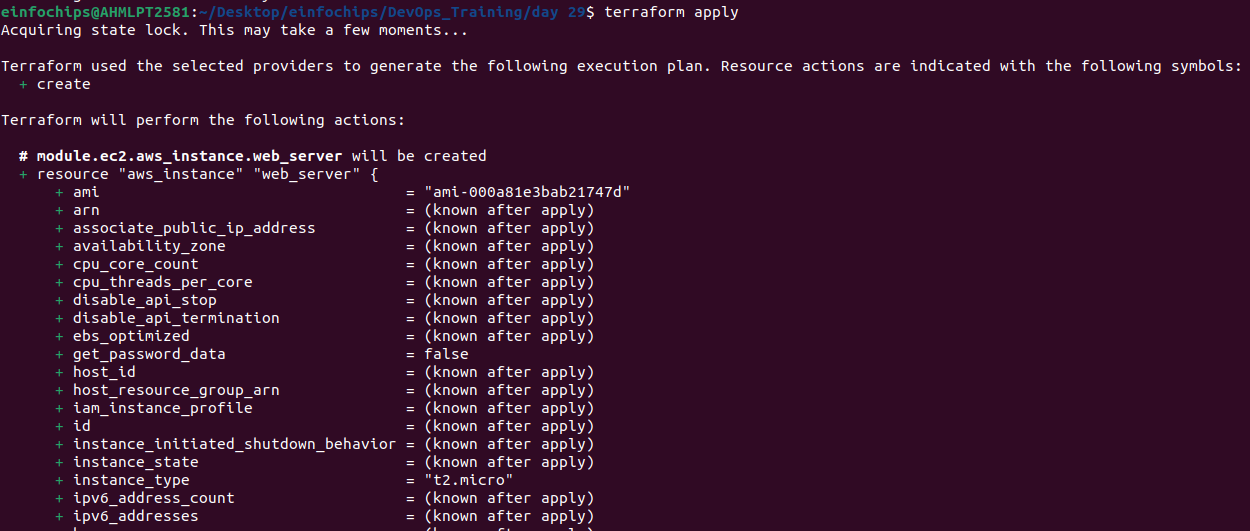 einfochips@AHMLPT2581:~/Desktop/einfochips/DevOps_Training/day 29$ terraform apply
Acquiring state lock. This may take a few moments...
Terraform used the selected providers to generate the following execution plan. Resource actions are indicated with the following symbols:
+ create
Terraform will perform the following actions:
# module.ec2.aws_instance.web_server will be created
+ resource "aws_instance" "web_server" {
+ ami = "ami-000a81e3bab21747d"
+ arn = (known after apply)
+ associate_public_ip_address = (known after apply)
+ availability_zone = (known after apply)
+ cpu_core_count = (known after apply)
+ cpu_threads_per_core = (known after apply)
+ disable_api_stop = (known after apply)
+ disable_api_termination = (known after apply)
+ ebs_optimized = (known after apply)
+ get_password_data = false
+ host_id = (known after apply)
+ host_resource_group_arn = (known after apply)
+ iam_instance_profile = (known after apply)
+ id = (known after apply)
+ instance_initiated_shutdown_behavior = (known after apply)
+ instance_state = (known after apply)
+ instance_type = "t2.micro"
+ ipv6_address_count = (known after apply)
+ ipv6_addresses = (known after apply)